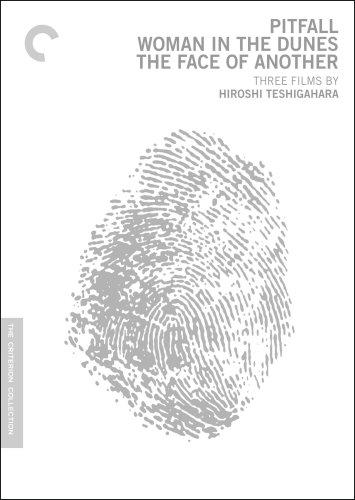 PITFALL
WOMAN IN THE DUNES
THE FACE OF ANOTHER
THREE FILMS BY
HIROSHI TESHIGAHARA
THE CRITERION COLLECTION